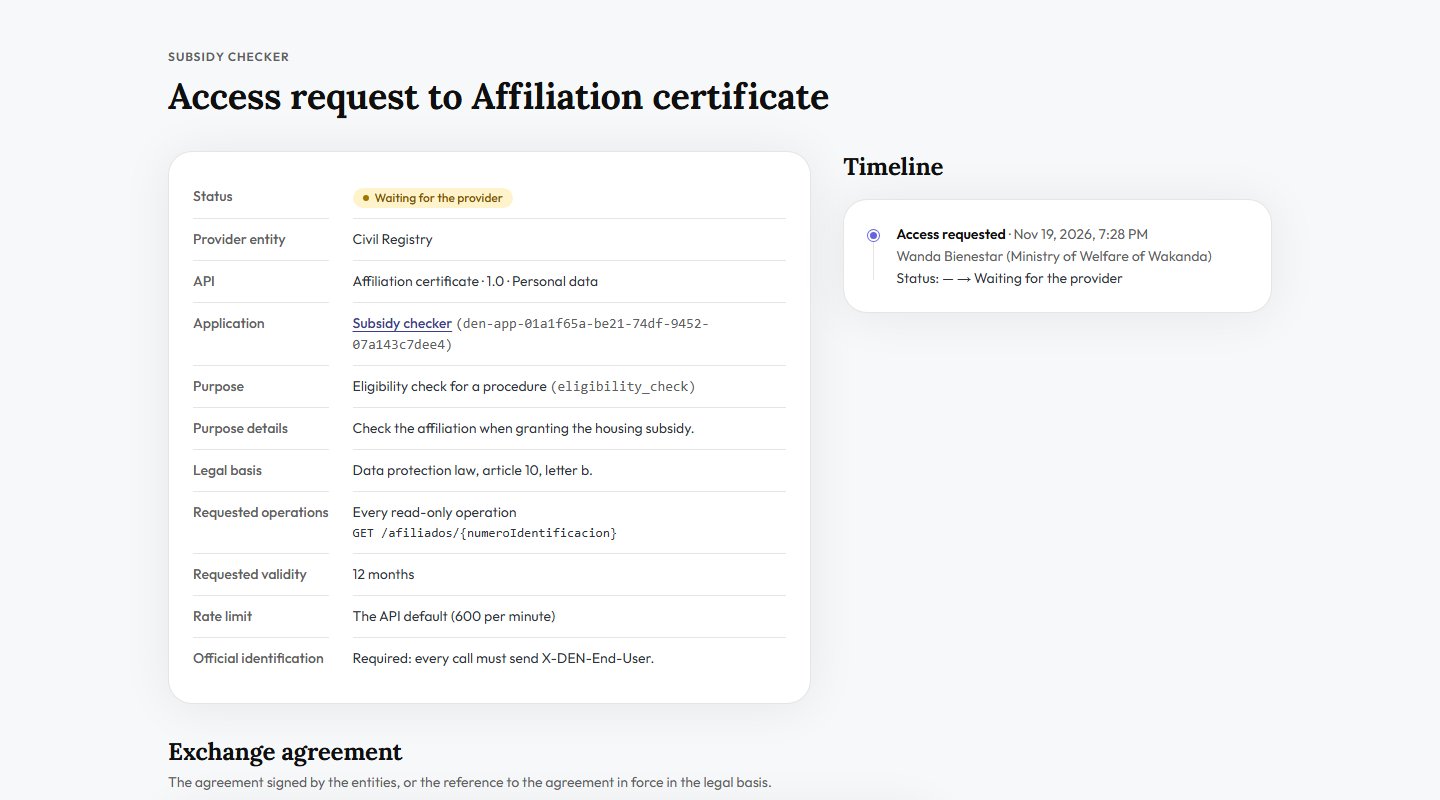 SUBSIDY CHECKER
Access request to Affiliation certificate
Status
Waiting for the provider
Provider entity
Civil Registry
API
Affiliation certificate · 1.0 · Personal data
Application
Subsidy checker (den-app-01a1f65a-be21-74df-9452-
07a143c7dee4)
Purpose
Eligibility check for a procedure (eligibility_check)
Purpose details
Check the affiliation when granting the housing subsidy.
Legal basis
Data protection law, article 10, letter b.
Requested operations
Every read-only operation
GET /afiliados/{numeroIdentificacion}
Requested validity
12 months
Rate limit
The API default (600 per minute)
Official identification
Required: every call must send X-DEN-End-User.
Timeline
Access requested · Nov 19, 2026, 7:28 PM
Wanda Bienestar (Ministry of Welfare of Wakanda)
Status: — → Waiting for the provider
Exchange agreement
The agreement signed by the entities, or the reference to the agreement in force in the legal basis.